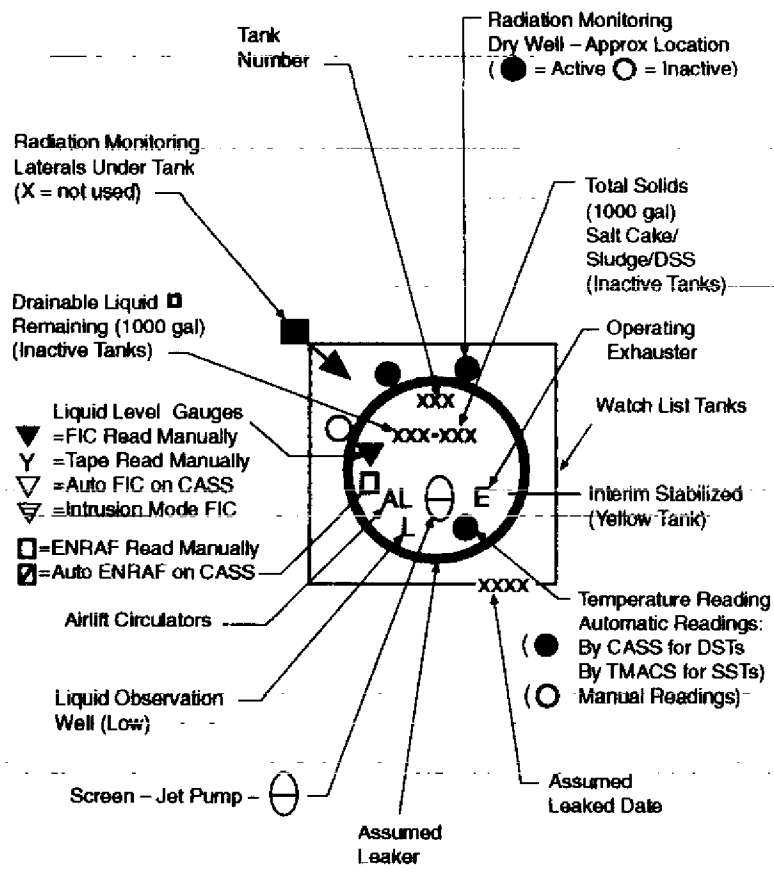 Tank
Number
Radiation Monitoring
Dry Well – Approx Location
( ● = Active ○ = Inactive)
Radiation Monitoring
Laterals Under Tank
(X = not used)
Total Solids
(1000 gal)
Salt Cake/
Sludge/DSS
(Inactive Tanks)
Drainable Liquid
Remaining (1000 gal)
(Inactive Tanks)
Operating
Exhauster
Liquid Level Gauges
▼ =FIC Read Manually
Y =Tape Read Manually
▽ =Auto FIC on CASS
=Intrusion Mode FIC
=ENRAF Read Manually
=Auto ENRAF on CASS
Watch List Tanks
xxx
xxx-xxx
AL
E
L
xxxx
Interim Stabilized
(Yellow Tank)
Airlift Circulators
Temperature Reading
Automatic Readings:
( ● By CASS for DSTs
By TMACS for SSTs)
( ○ Manual Readings)
Liquid Observation
Well (Low)
Screen – Jet Pump –
Assumed
Leaked Date
Assumed
Leaker